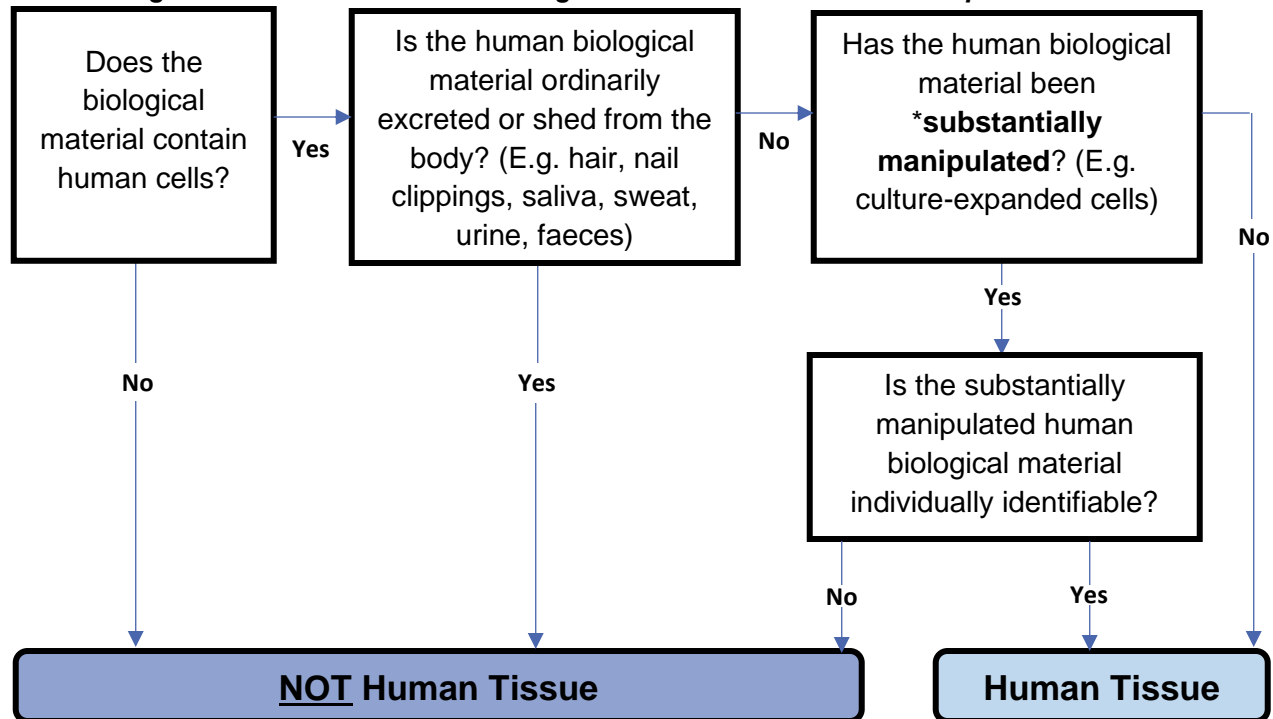 Does the
biological
material contain
human cells?
Yes
Is the human biological
material ordinarily
excreted or shed from the
body? (E.g. hair, nail
clippings, saliva, sweat,
urine, faeces)
No
Has the human biological
material been
*substantially
manipulated? (E.g.
culture-expanded cells)
No
Yes
No
Yes
Is the substantially
manipulated human
biological material
individually identifiable?
No
Yes
NOT Human Tissue
Human Tissue